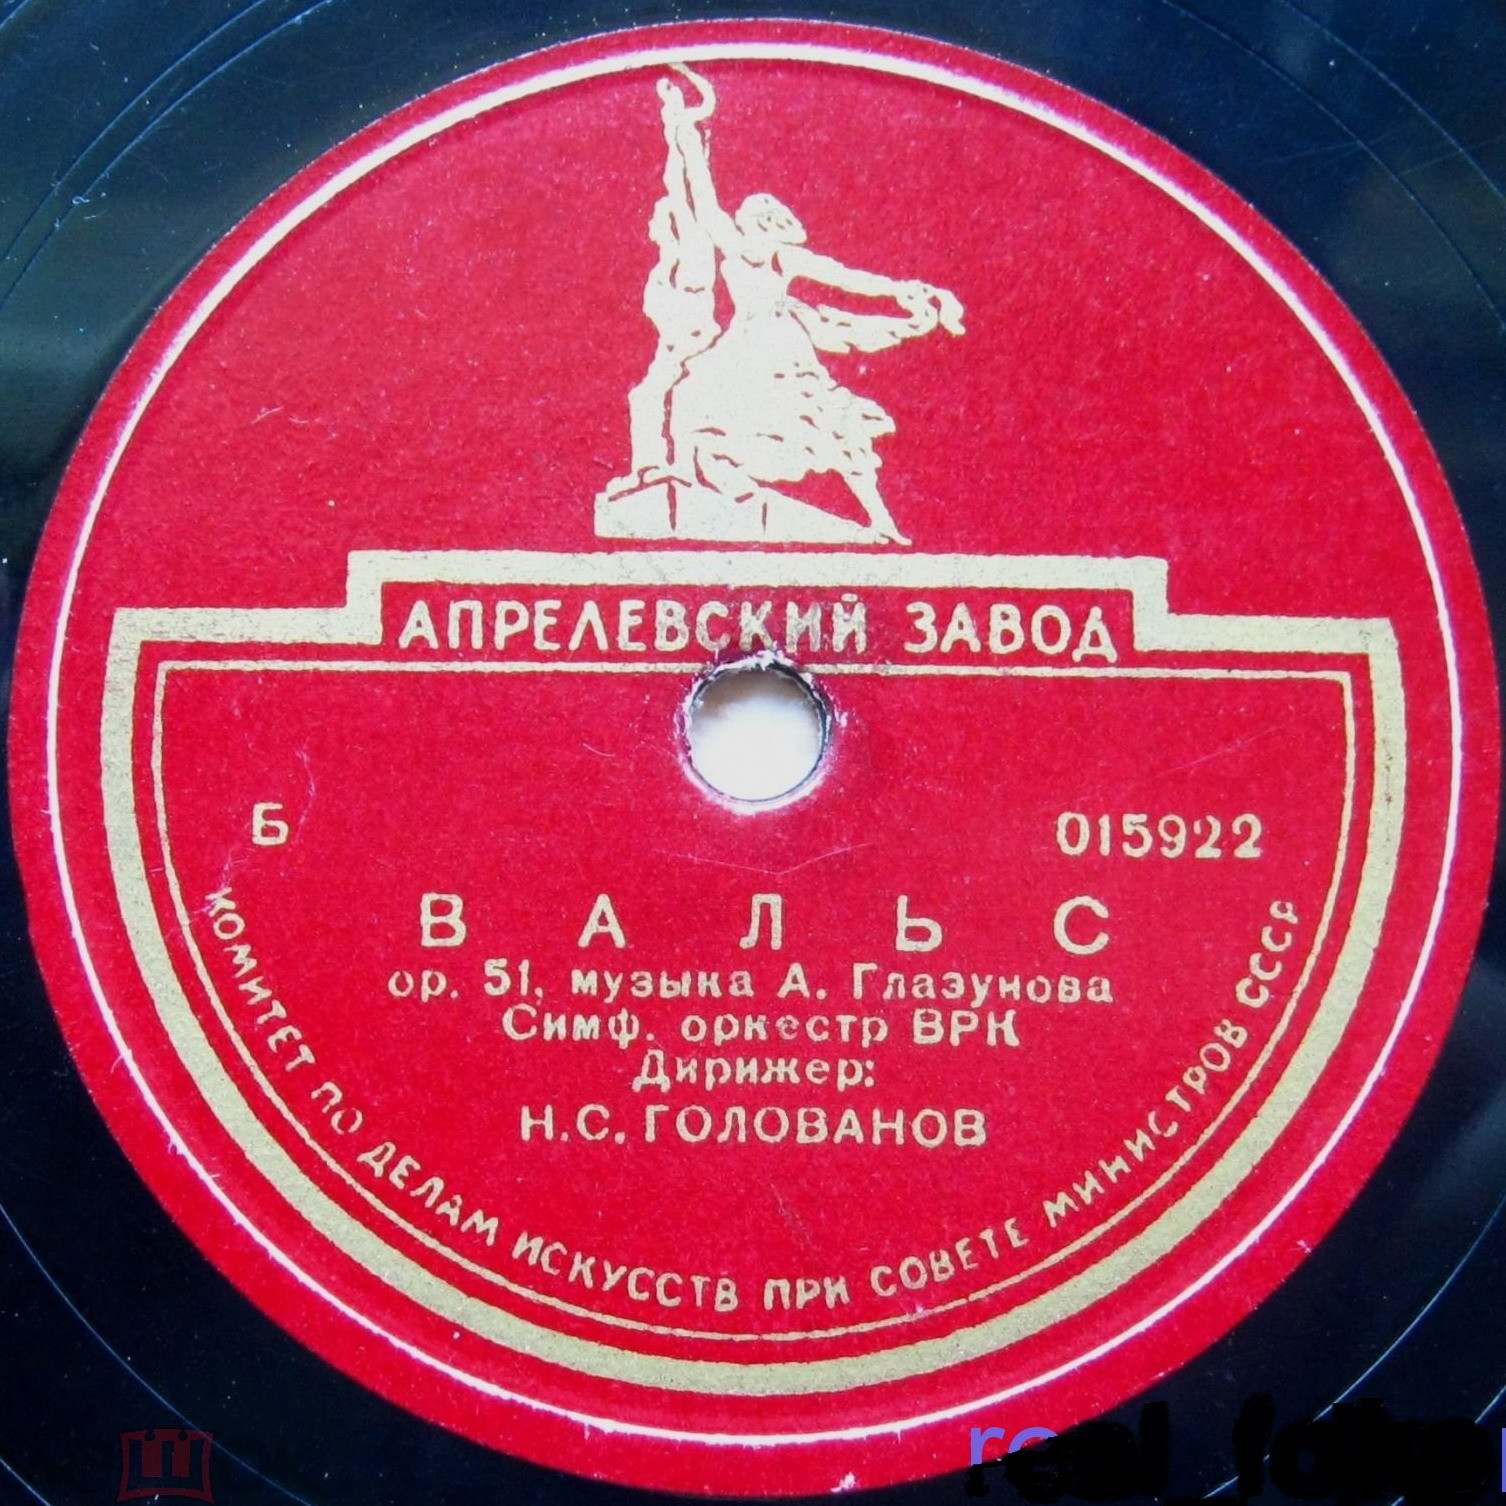 АПРЕЛЕВСКИЙ ЗАВОД
Б 015922
ВАЛЬС
ор. 51, музыка А. Глазунова
Симф. оркестр ВРК
Дирижер:
Н.С. ГОЛОВАНОВ
КОМИТЕТ ПО ДЕЛАМ ИСКУССТВ ПРИ СОВЕТЕ МИНИСТРОВ СССР